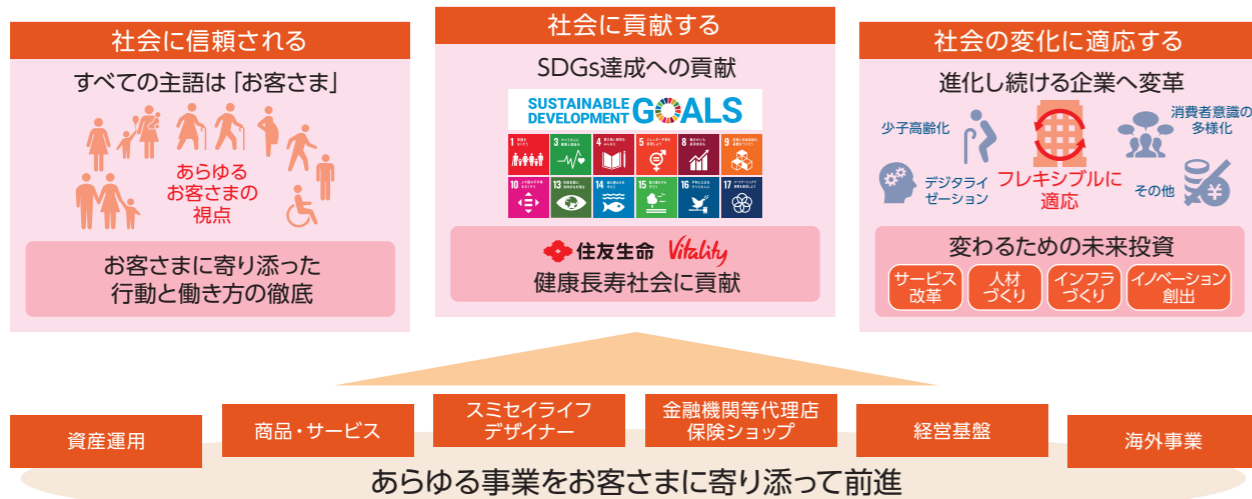 社会に信頼される
すべての主語は「お客さま」
あらゆる
お客さまの
視点
お客さまに寄り添った
行動と働き方の徹底
社会に貢献する
SDGs達成への貢献
SUSTAINABLE
DEVELOPMENT
GOALS
1
3
4
5
8
9
10
13
14
15
16
17
住友生命 Vitality
健康長寿社会に貢献
社会の変化に適応する
進化し続ける企業へ変革
少子高齢化
消費者意識の
多様化
デジタライ
ゼーション
フレキシブルに
適応
その他
変わるための未来投資
サービス
改革
人材
づくり
インフラ
づくり
イノベーション
創出
資産運用
商品・サービス
スミセイライフ
デザイナー
金融機関等代理店
保険ショップ
経営基盤
海外事業
あらゆる事業をお客さまに寄り添って前進